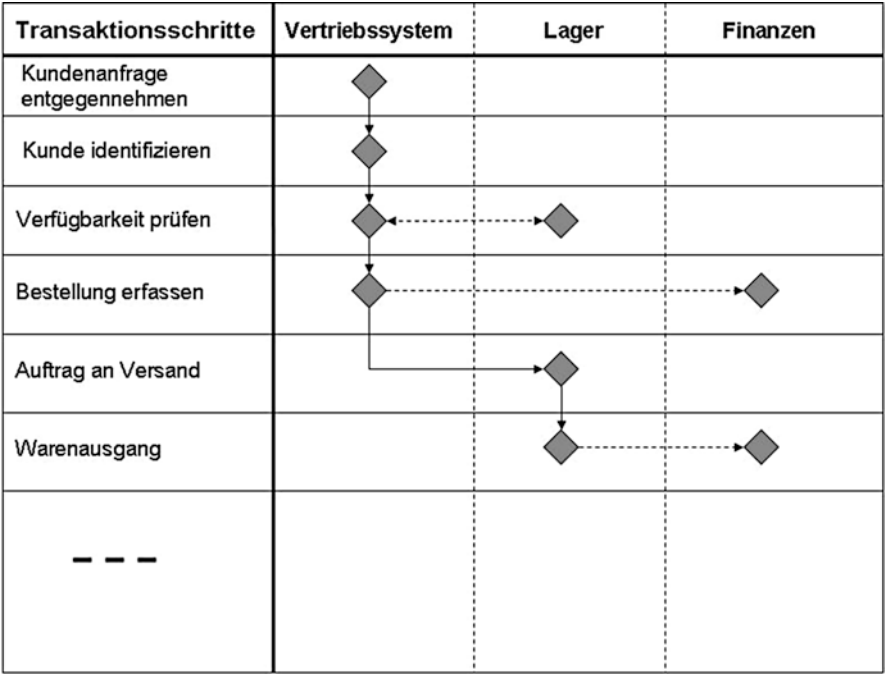 Transaktionsschritte Vertriebssystem Lager Finanzen
Kundenanfrage
entgegennehmen
Kunde identifizieren
Verfügbarkeit prüfen
Bestellung erfassen
Auftrag an Versand
Warenausgang